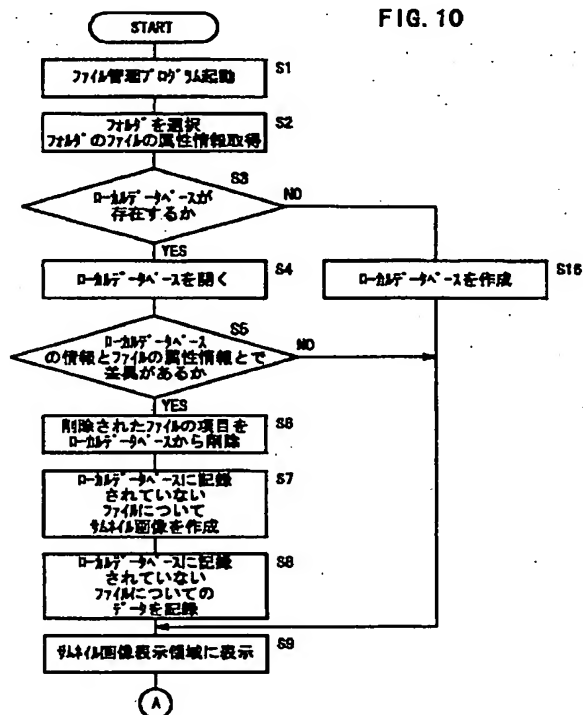 FIG. 10
START
ファイル管理プログラム起動
S1
フォルダを選択
フォルダのファイルの属性情報取得
S2
S3
ローカルデータベースが
存在するか
NO
YES
S4
ローカルデータベースを開く
ローカルデータベースを作成
S15
S5
ローカルデータベース
の情報とファイルの属性情報とで
差異があるか
NO
YES
削除されたファイルの項目を
ローカルデータベースから削除
S6
ローカルデータベースに記録
されていない
ファイルについて
サムネイル画像を作成
S7
ローカルデータベースに記録
されていない
ファイルについての
データを記録
S8
サムネイル画像表示領域に表示
S9
A